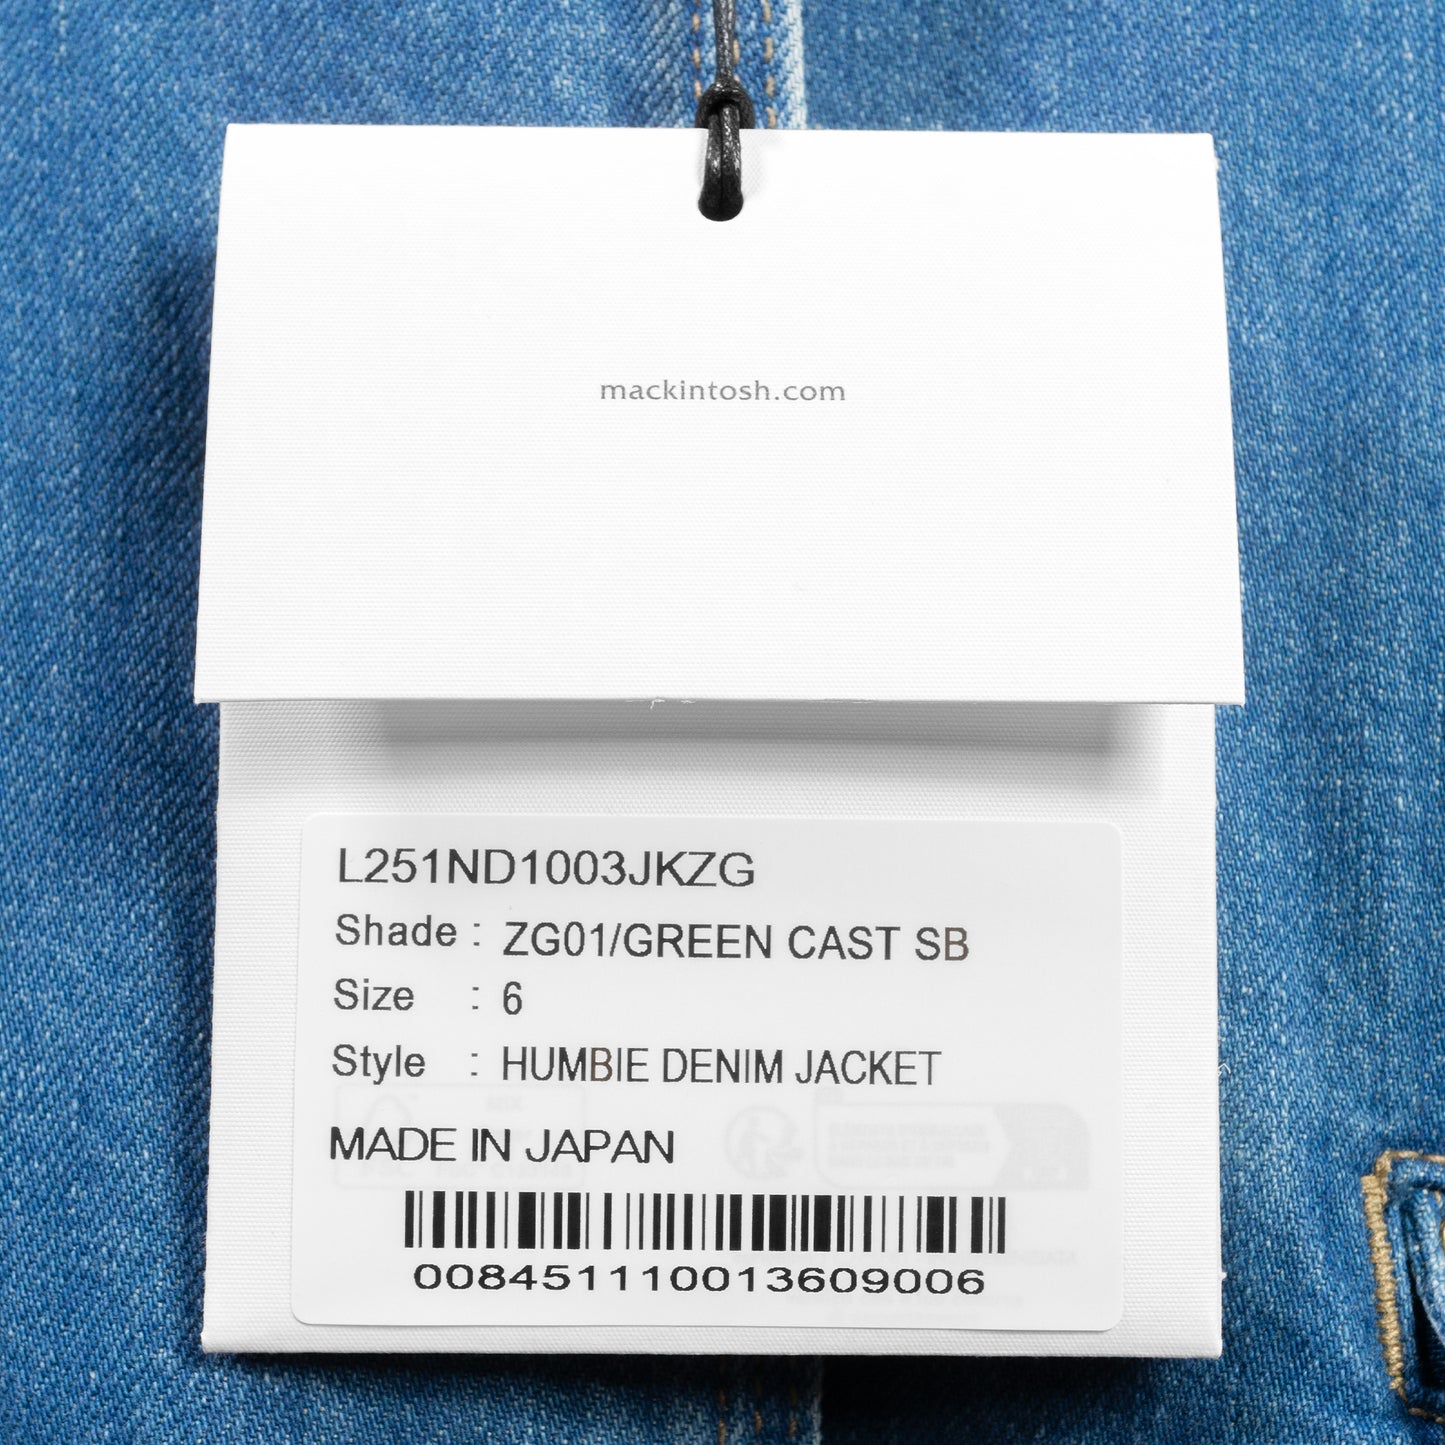 mackintosh.com
L251ND1003JKZG
Shade : ZG01/GREEN CAST SB
Size : 6
Style : HUMBIE DENIM JACKET
MADE IN JAPAN
008451110013609006